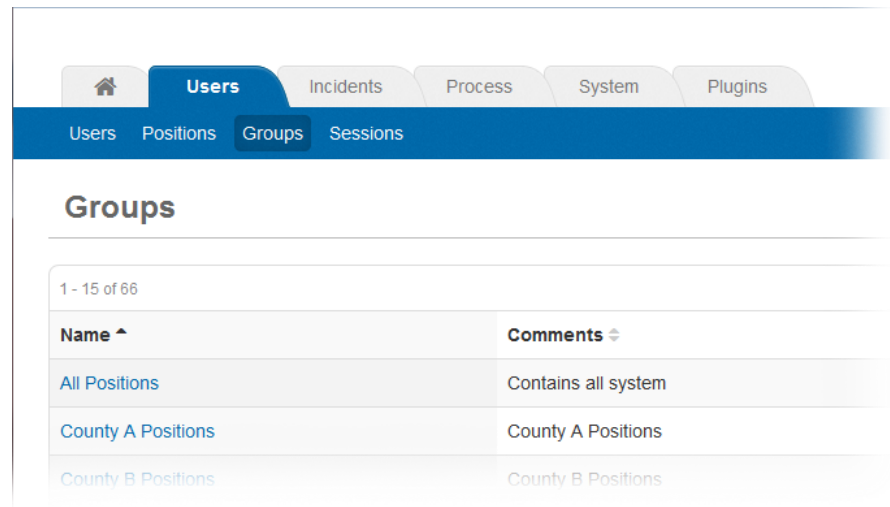 Users Incidents Process System Plugins
Users Positions Groups Sessions
Groups
1 - 15 of 66
Name Comments
All Positions Contains all system
County A Positions County A Positions
County B Positions County B Positions